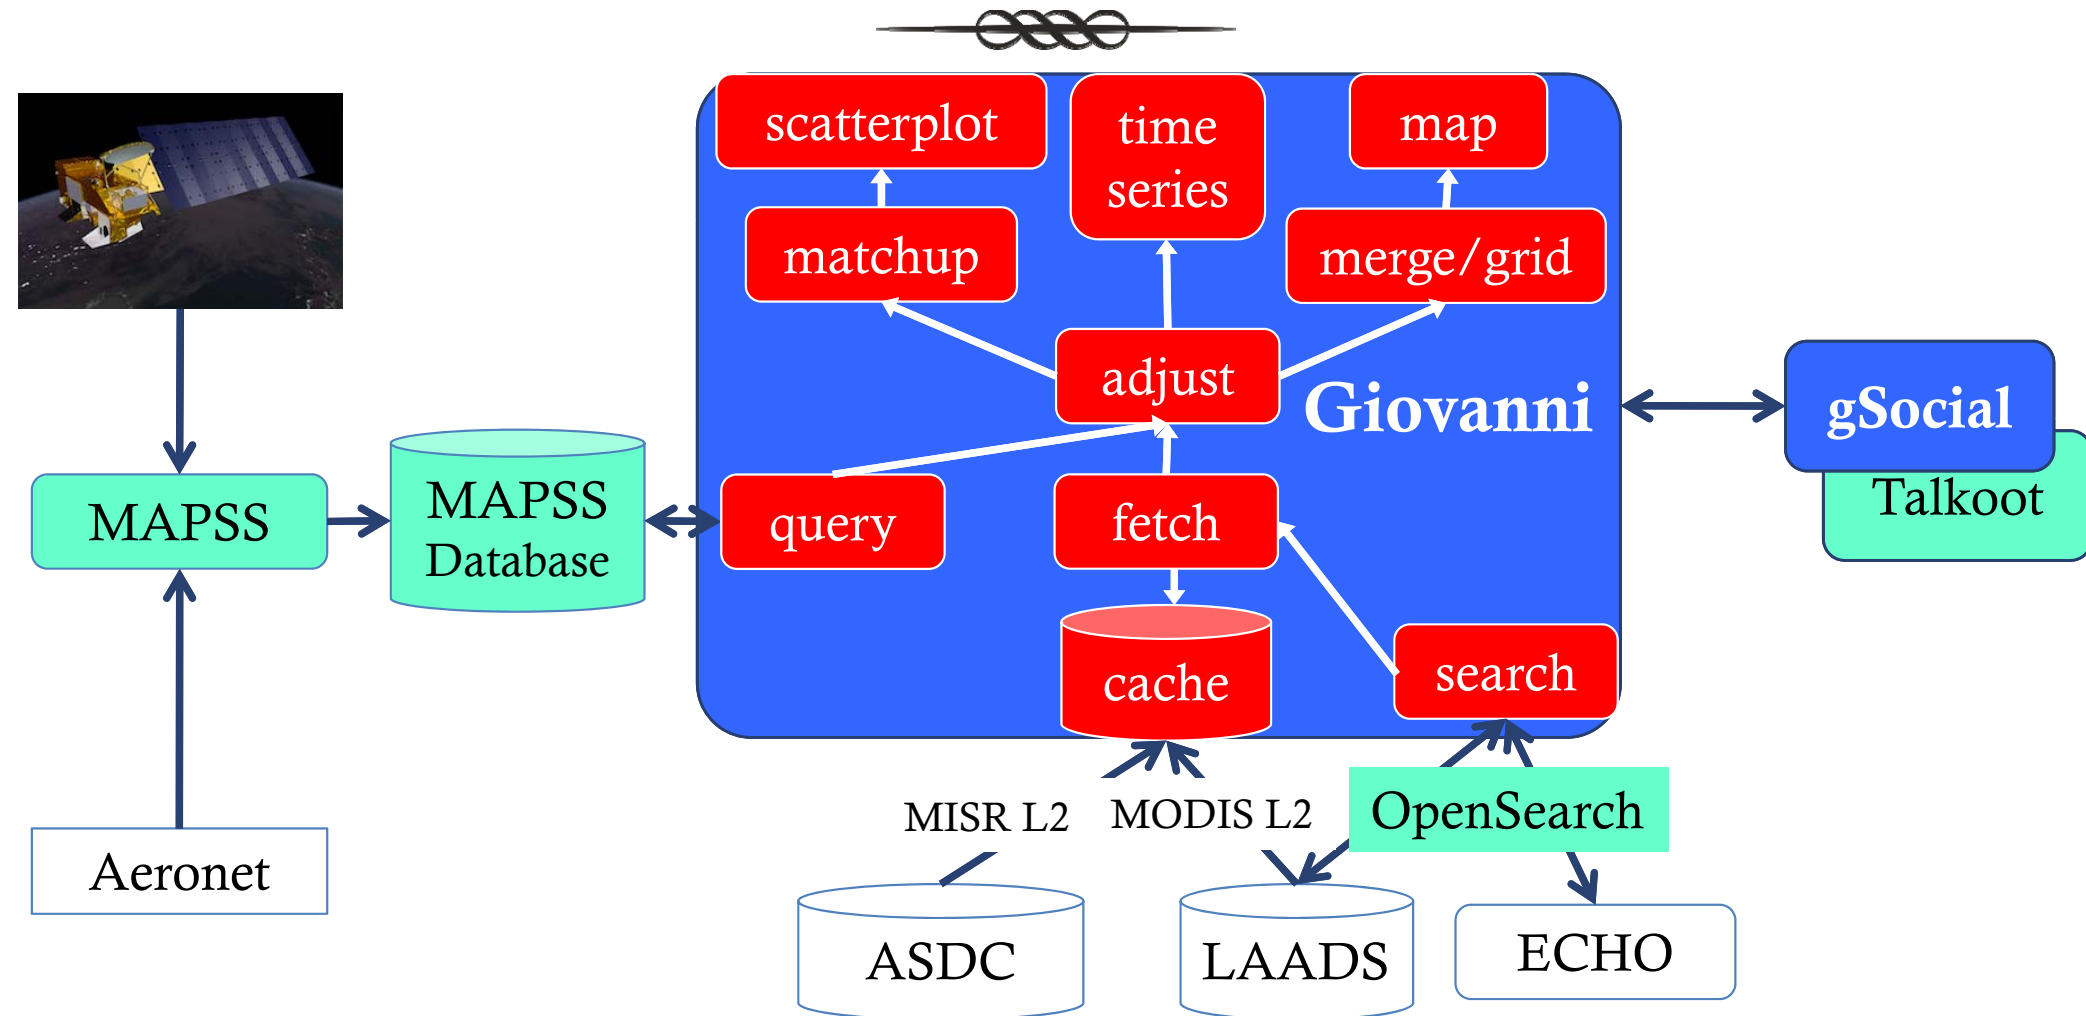 scatterplot
time
series
map
matchup
merge/grid
adjust
Giovanni
gSocial
Talkoot
MAPSS
MAPSS
Database
query
fetch
cache
search
MISR L2
MODIS L2
OpenSearch
Aeronet
ASDC
LAADS
ECHO